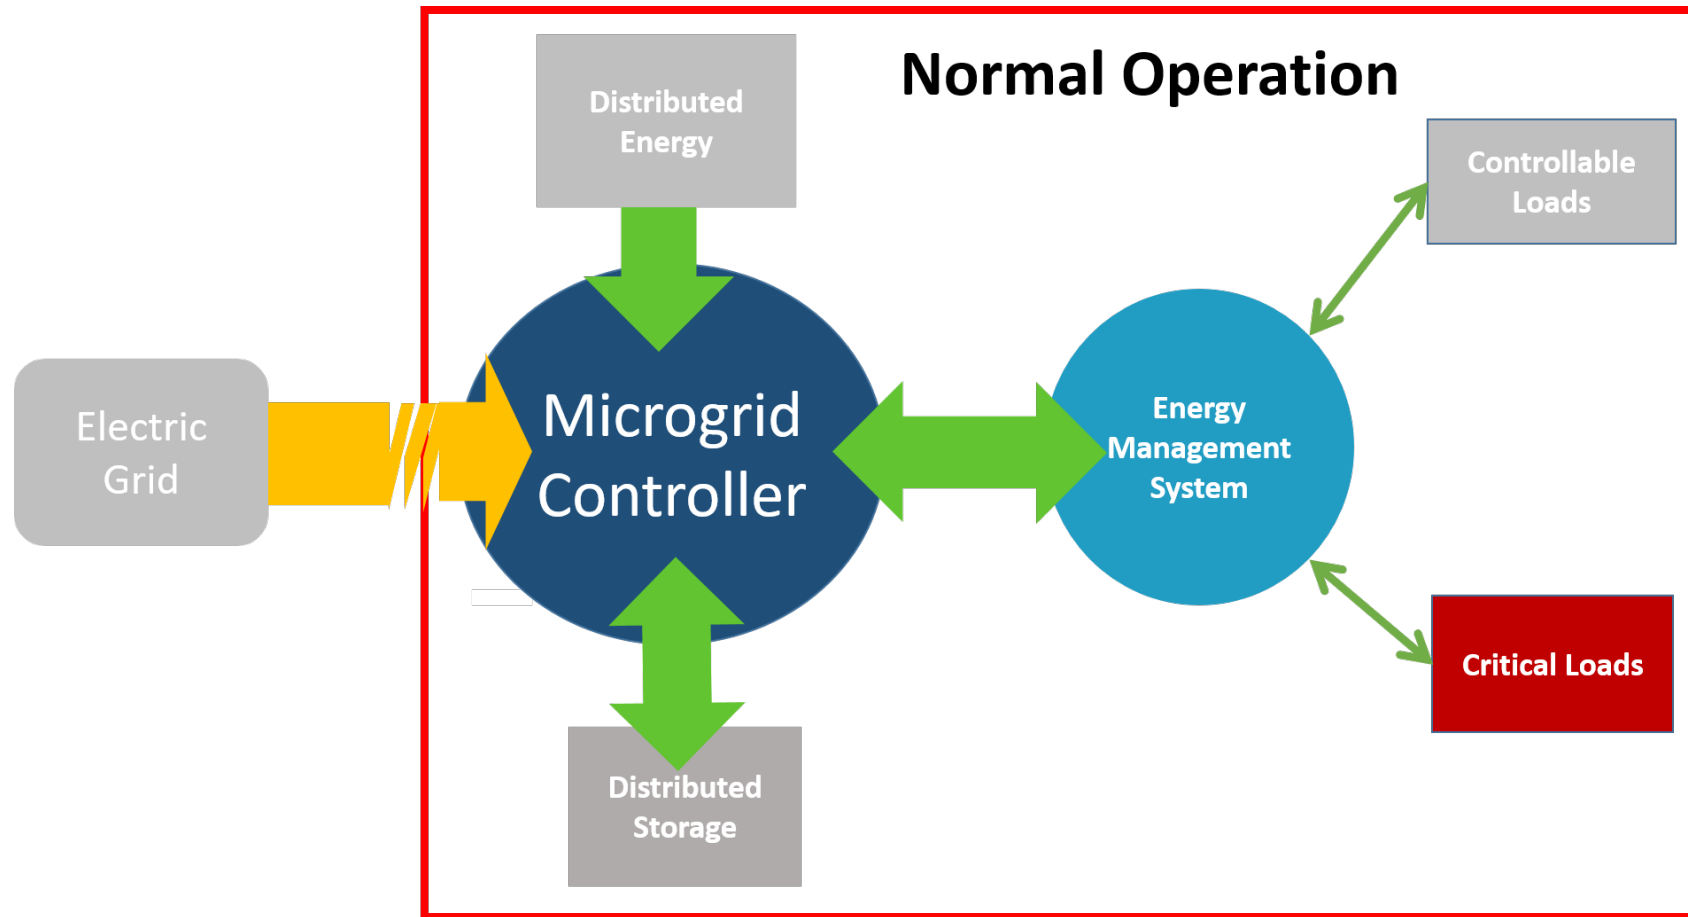 Normal Operation
Distributed
Energy
Controllable
Loads
Electric
Grid
Microgrid
Controller
Energy
Management
System
Critical Loads
Distributed
Storage